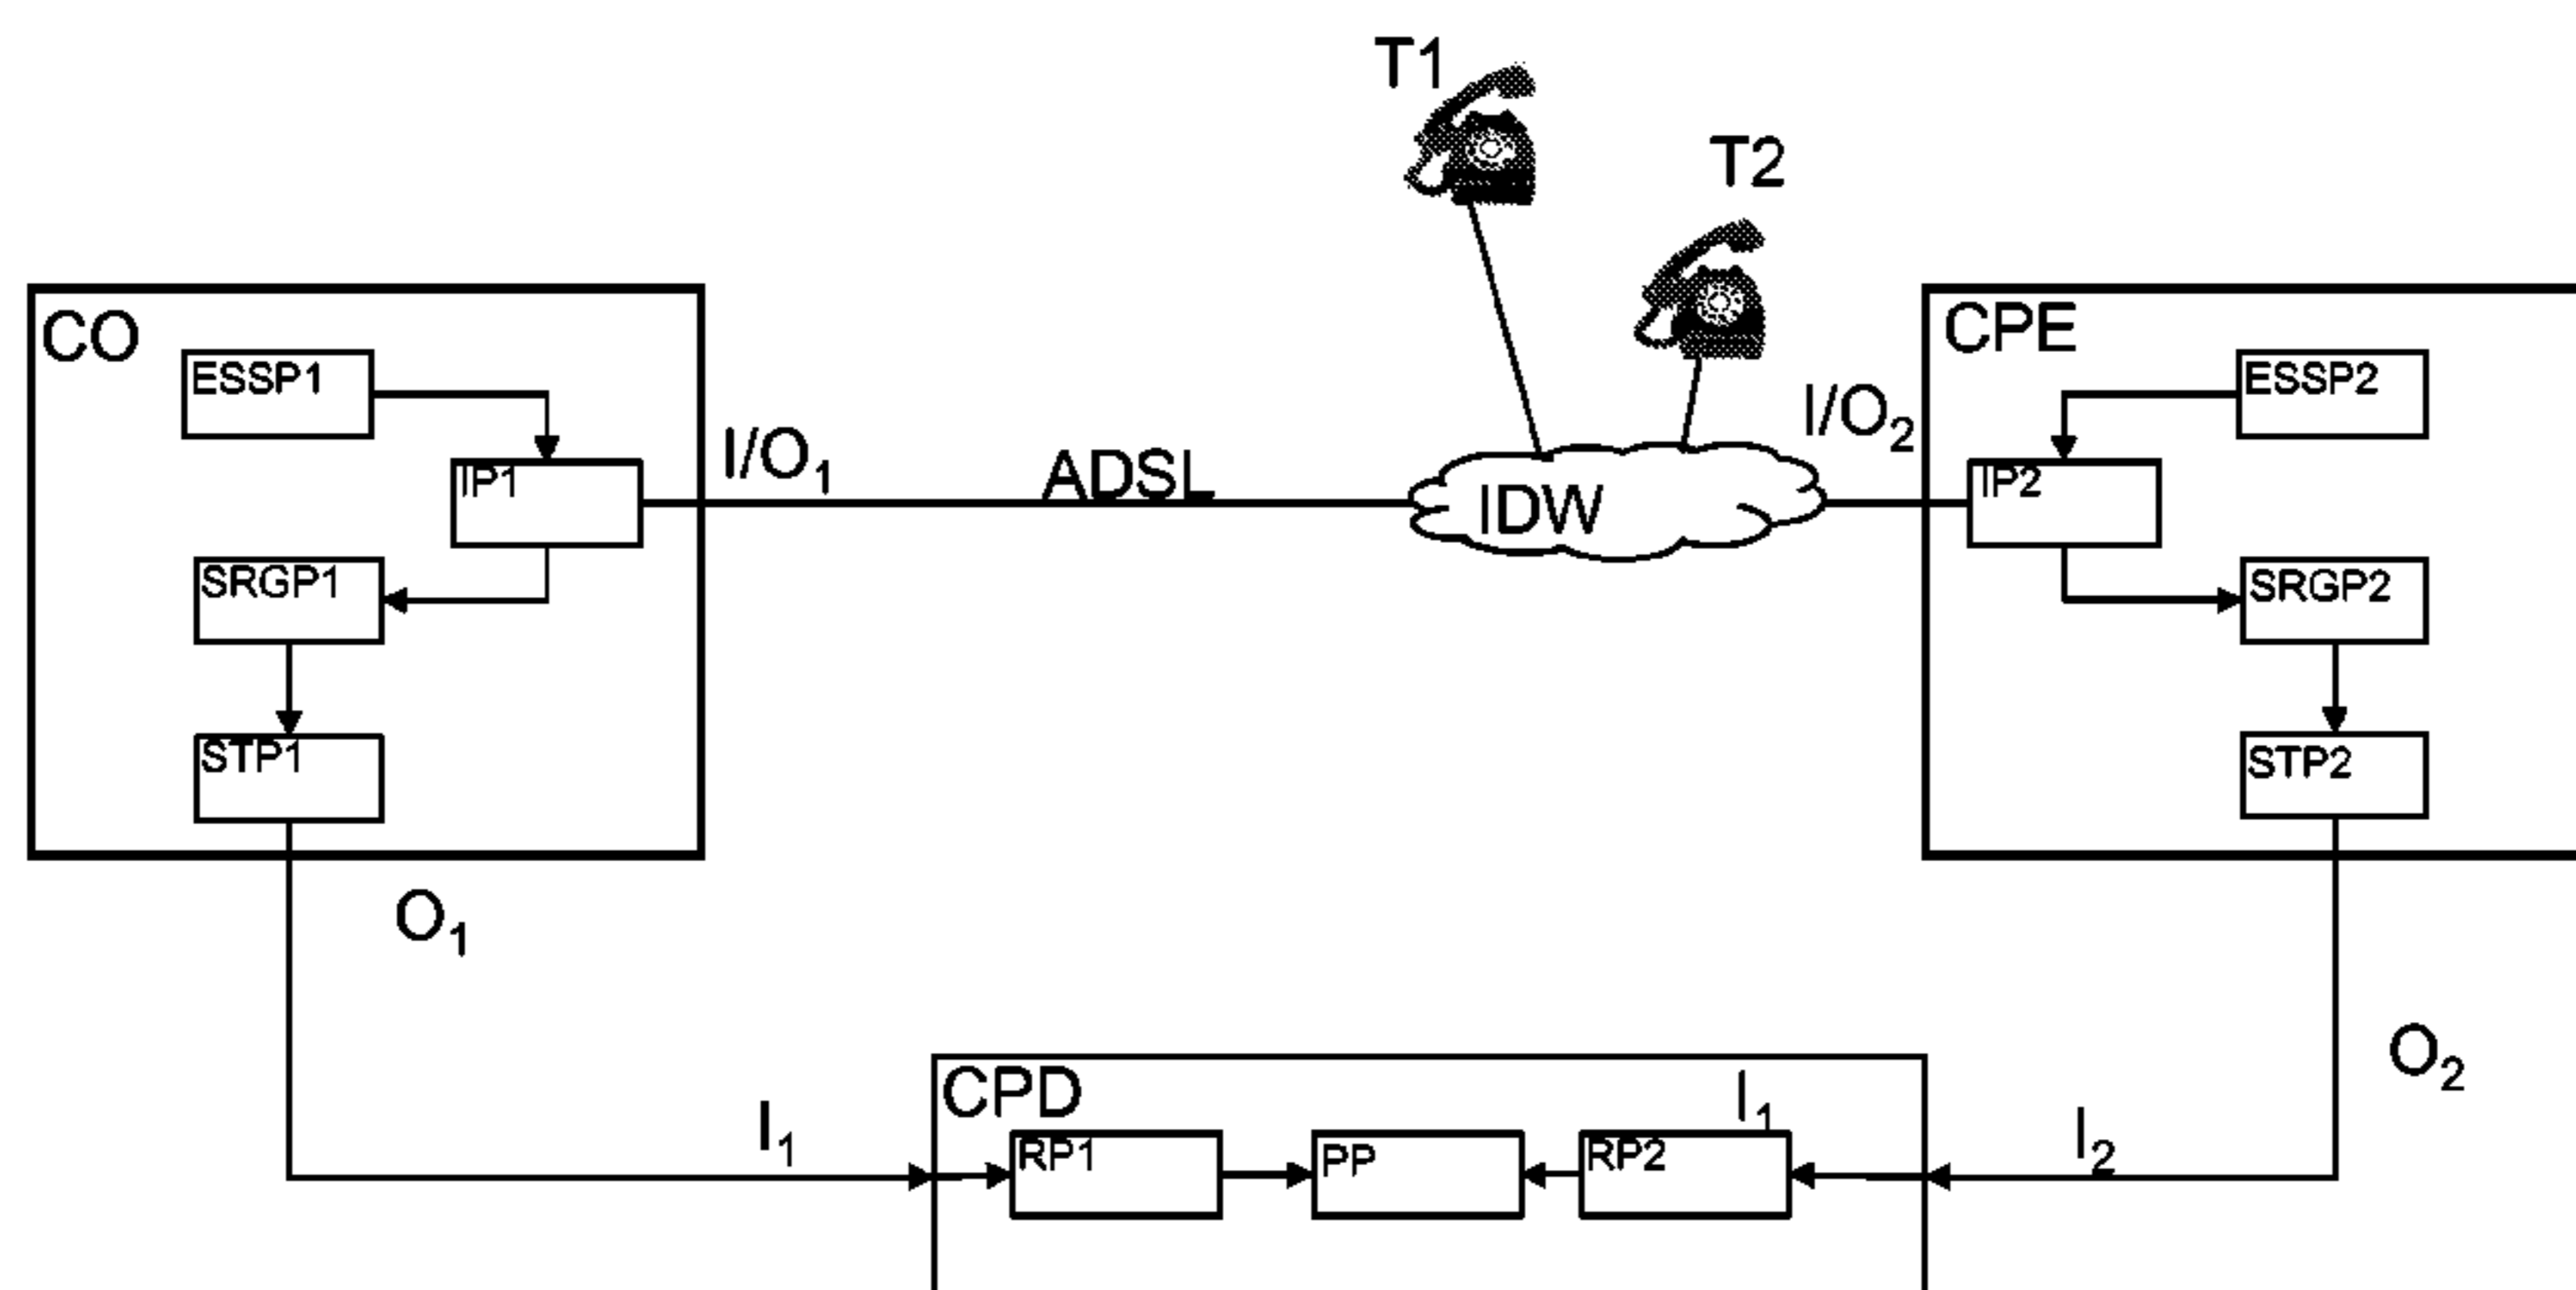 T1
T2
CO
ESSP1
IP1
SRGP1
STP1
I/O1
ADSL
IDW
I/O2
CPE
ESSP2
IP2
SRGP2
STP2
O1
O2
I1
CPD
RP1
PP
RP2
I1
I2